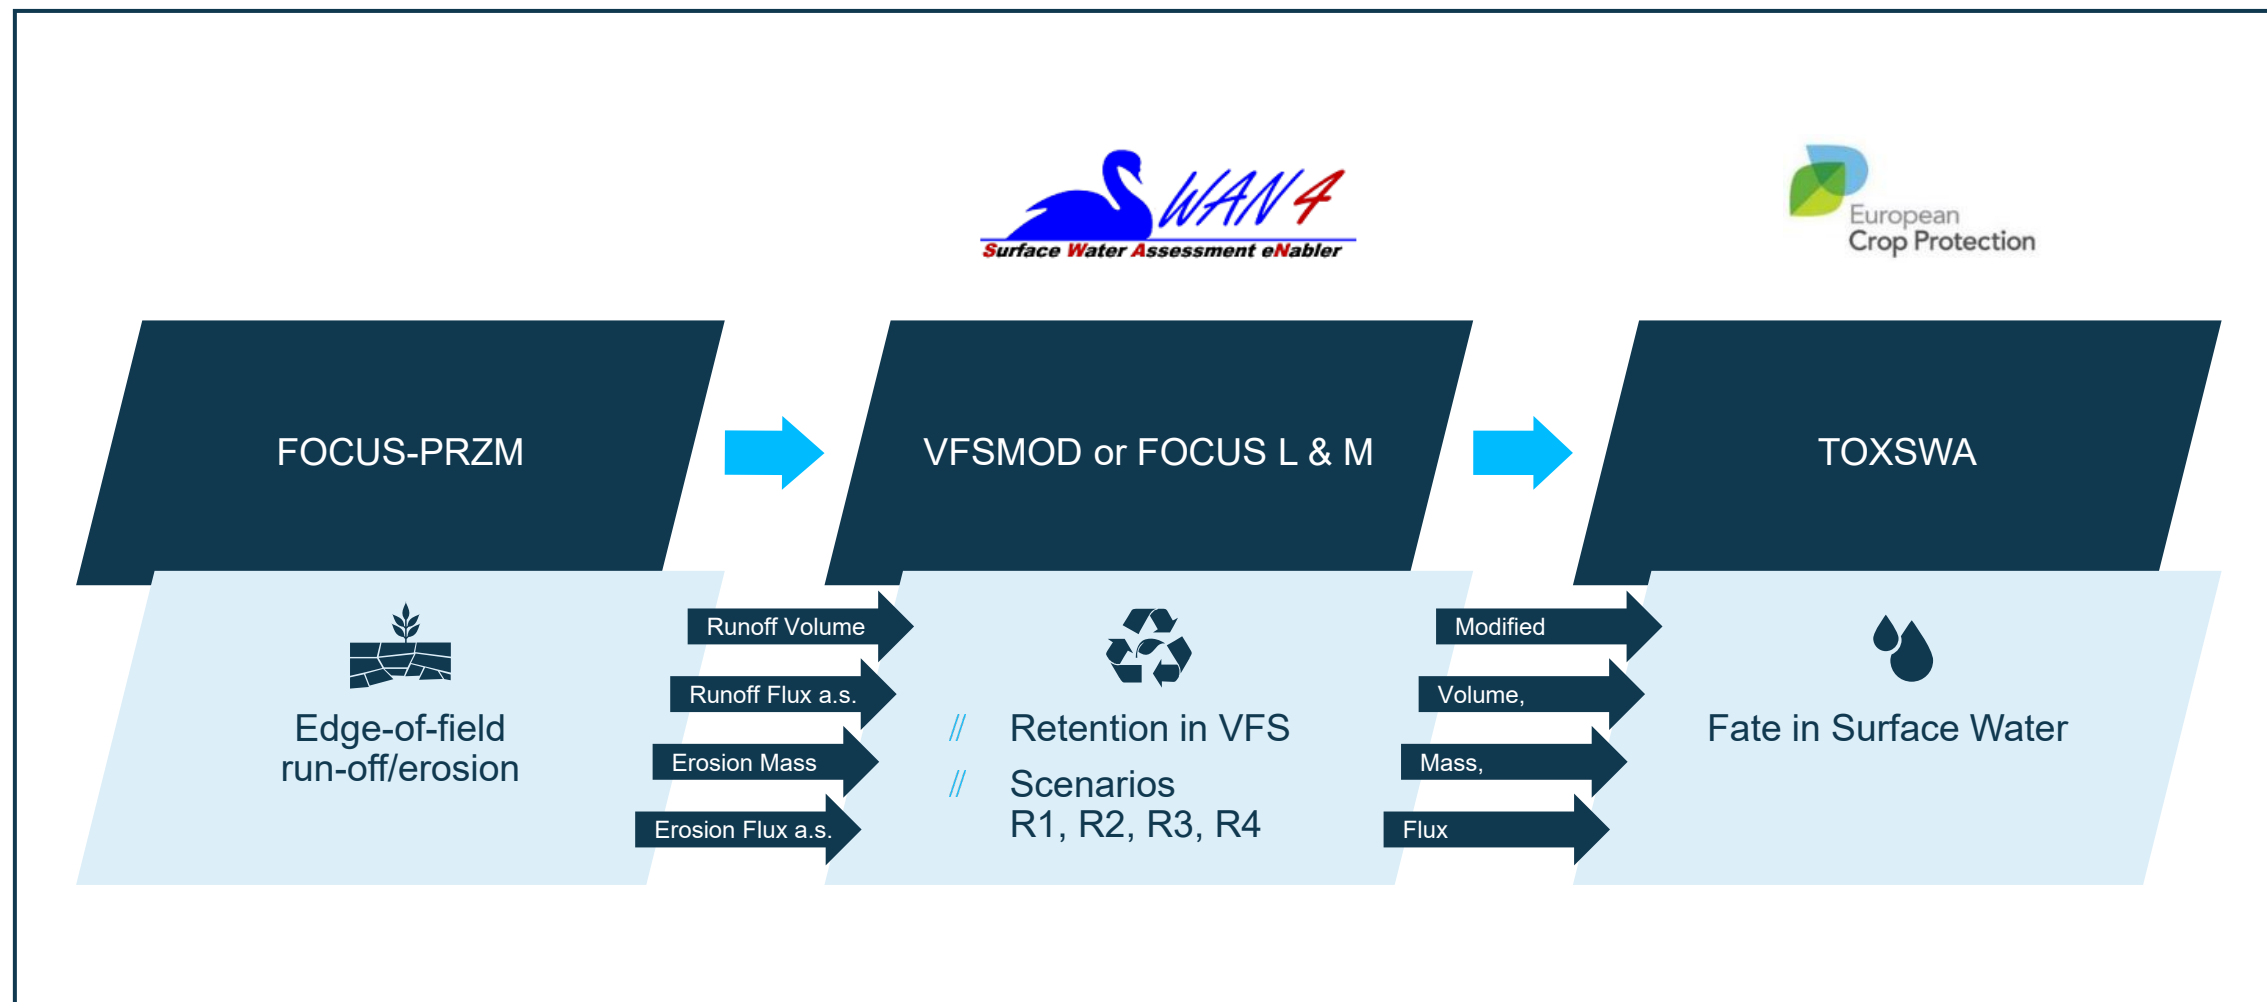 SWAN 4
Surface Water Assessment eNabler
European
Crop Protection
FOCUS-PRZM
VFSMOD or FOCUS L & M
TOXSWA
Edge-of-field
run-off/erosion
Runoff Volume
Runoff Flux a.s.
Erosion Mass
Erosion Flux a.s.
// Retention in VFS
// Scenarios
R1, R2, R3, R4
Modified
Volume,
Mass,
Flux
Fate in Surface Water